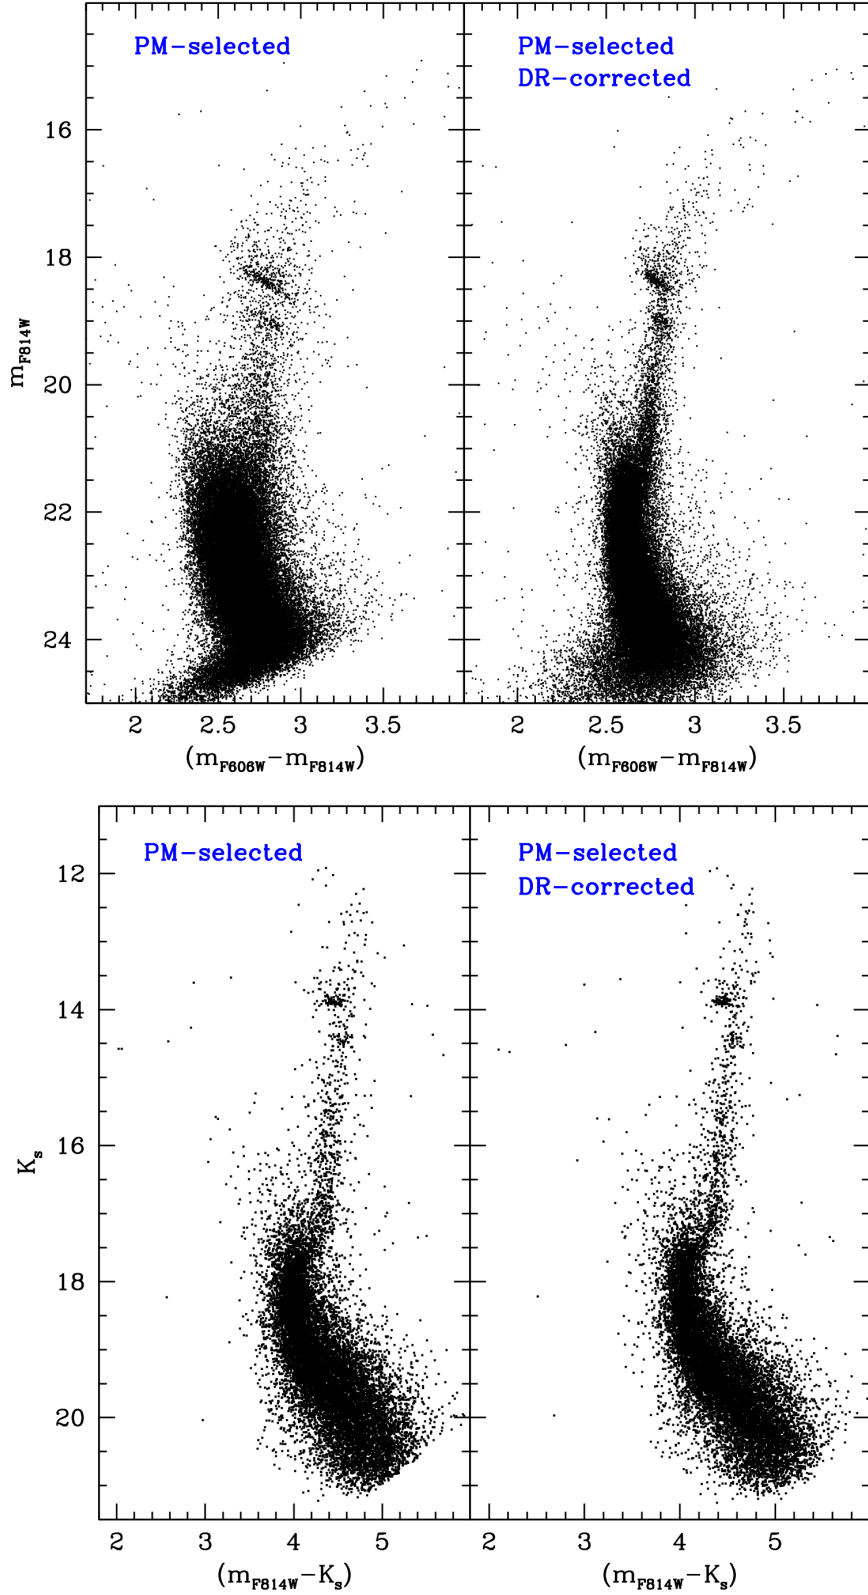 PM-selected
PM-selected
DR-corrected
16
18
20
22
24
m_F814W
2 2.5 3 3.5
2 2.5 3 3.5
(m_F606W−m_F814W)
(m_F606W−m_F814W)
PM-selected
PM-selected
DR-corrected
12
14
16
18
20
K_s
2 3 4 5
2 3 4 5
(m_F814W−K_s)
(m_F814W−K_s)